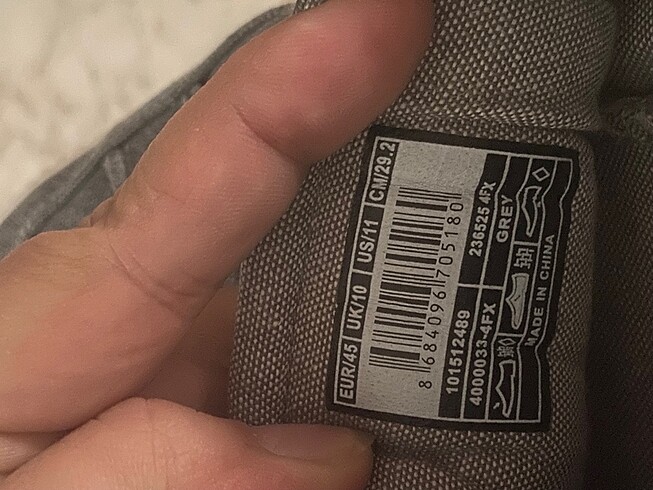 EUR/45 UK/10 US/11 CM/29.2
8 684096 705180
101512489 236525 4FX
4000033-4FX GREY
MADE IN CHINA